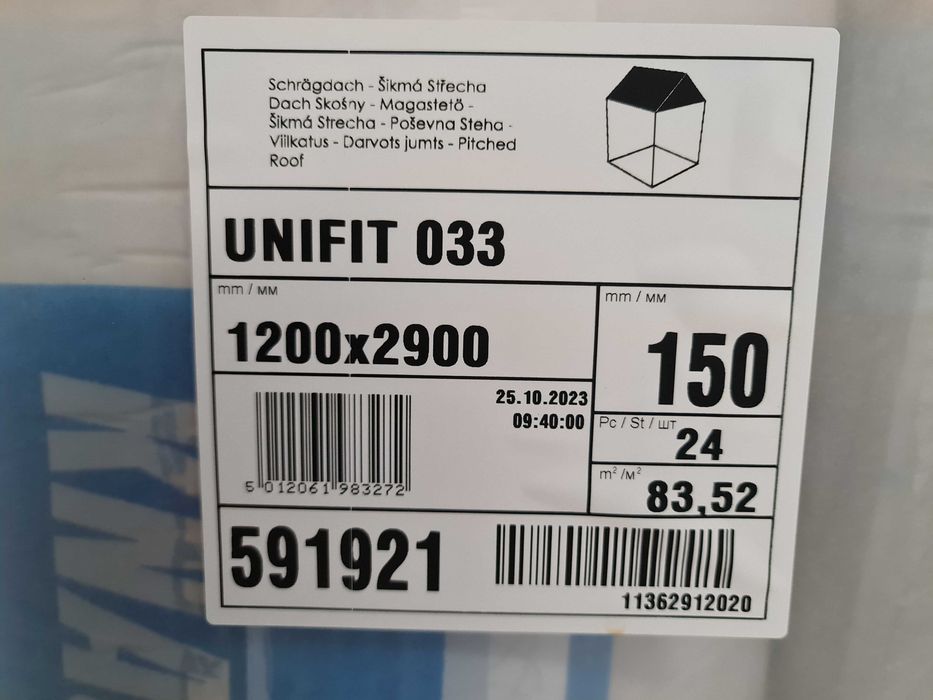 Schrägdach - Šikmá Střecha
Dach Skośny - Magastetö -
Šikmá Strecha - Poševna Steha -
Viilkatus - Darvots jumts - Pitched
Roof
UNIFIT 033
mm / мм
1200x2900
mm / мм
150
25.10.2023
09:40:00
Pc / St / шт
24
5 012061 983272
m² /м²
83,52
591921
11362912020